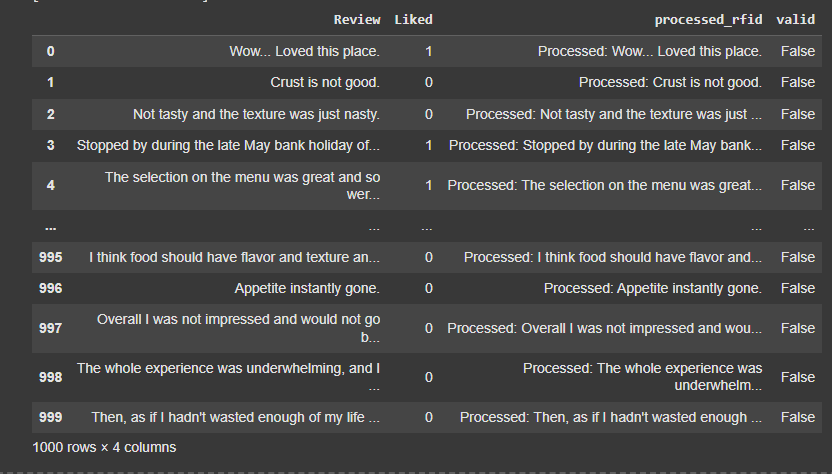 Review Liked processed_rfid valid
0 Wow... Loved this place. 1 Processed: Wow... Loved this place. False
1 Crust is not good. 0 Processed: Crust is not good. False
2 Not tasty and the texture was just nasty. 0 Processed: Not tasty and the texture was just ... False
3 Stopped by during the late May bank holiday of... 1 Processed: Stopped by during the late May bank... False
4 The selection on the menu was great and so
wer... 1 Processed: The selection on the menu was great... False
... ... ... ... ...
995 I think food should have flavor and texture an... 0 Processed: I think food should have flavor and... False
996 Appetite instantly gone. 0 Processed: Appetite instantly gone. False
997 Overall I was not impressed and would not go
b... 0 Processed: Overall I was not impressed and wou... False
998 The whole experience was underwhelming, and I
... 0 Processed: The whole experience was
underwhelm... False
999 Then, as if I hadn't wasted enough of my life ... 0 Processed: Then, as if I hadn't wasted enough ... False
1000 rows × 4 columns